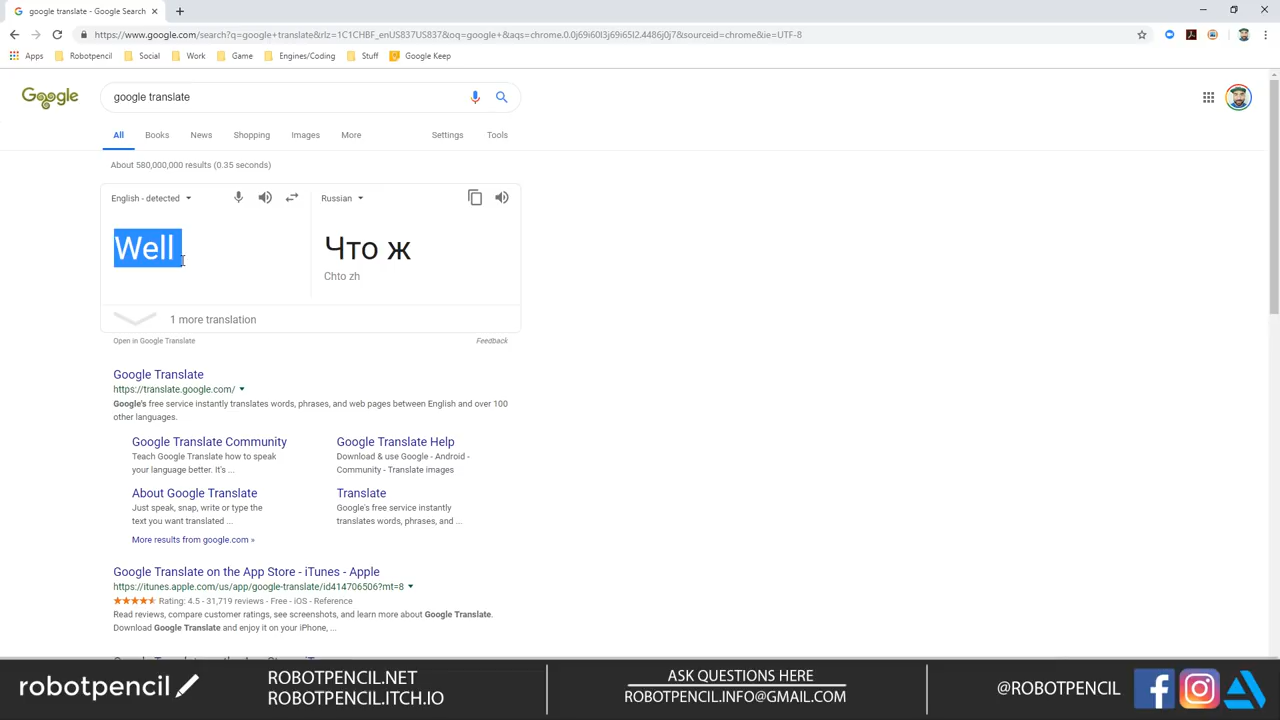 google translate - Google Search
https://www.google.com/search?q=google+translate&rlz=1C1CHBF_enUS837US837&oq=google+&aqs=chrome.0.0j69i60l3j69i65l2.4486j0j7&sourceid=chrome&ie=UTF-8
Apps Robotpencil Social Work Game Engines/Coding Stuff Google Keep
Google google translate
All Books News Shopping Images More Settings Tools
About 580,000,000 results (0.35 seconds)
English - detected Russian
Well Что ж
Chto zh
1 more translation
Open in Google Translate Feedback
Google Translate
https://translate.google.com/
Google's free service instantly translates words, phrases, and web pages between English and over 100
other languages.
Google Translate Community
Teach Google Translate how to speak
your language better. It's ...
Google Translate Help
Download & use Google - Android -
Community - Translate images
About Google Translate
Just speak, snap, write or type the
text you want translated ...
Translate
Google's free service instantly
translates words, phrases, and ...
More results from google.com »
Google Translate on the App Store - iTunes - Apple
https://itunes.apple.com/us/app/google-translate/id414706506?mt=8
Rating: 4.5 - 31,719 reviews - Free - iOS - Reference
Read reviews, compare customer ratings, see screenshots, and learn more about Google Translate.
Download Google Translate and enjoy it on your iPhone, ...
robotpencil
ROBOTPENCIL.NET
ROBOTPENCIL.ITCH.IO
ASK QUESTIONS HERE
ROBOTPENCIL.INFO@GMAIL.COM
@ROBOTPENCIL